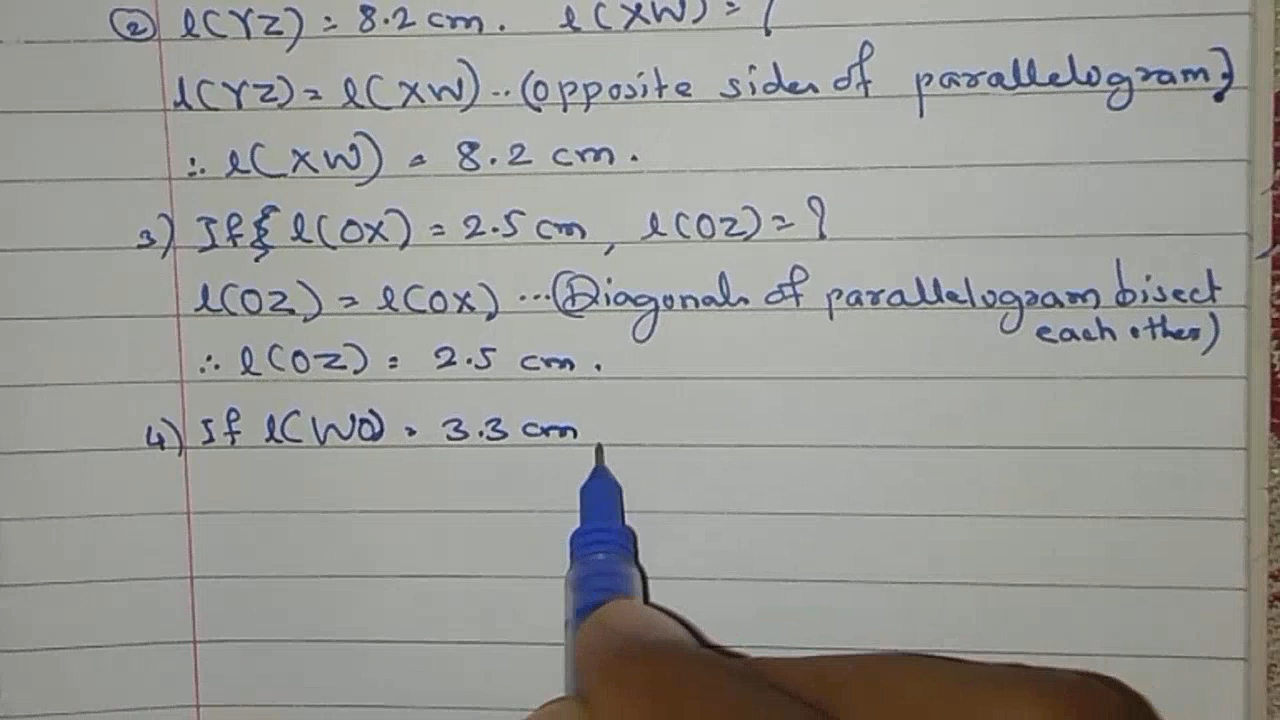 ② l(YZ) = 8.2 cm. l(XW) = ?
l(YZ) = l(XW) ..(opposite sides of parallelogram)
∴ l(XW) = 8.2 cm.
3) If l(OX) = 2.5 cm, l(OZ) = ?
l(OZ) = l(OX) ...(Diagonals of parallelogram bisect
each other)
∴ l(OZ) = 2.5 cm.
4) If l(WO) = 3.3 cm